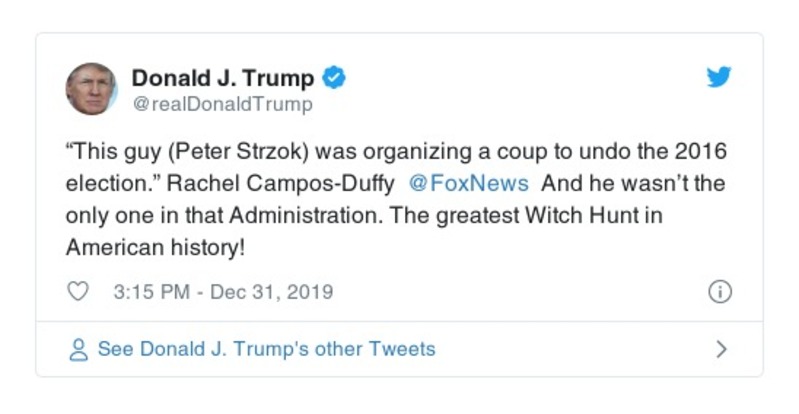 Donald J. Trump
@realDonaldTrump
“This guy (Peter Strzok) was organizing a coup to undo the 2016
election.” Rachel Campos-Duffy @FoxNews And he wasn’t the
only one in that Administration. The greatest Witch Hunt in
American history!
3:15 PM - Dec 31, 2019
See Donald J. Trump's other Tweets